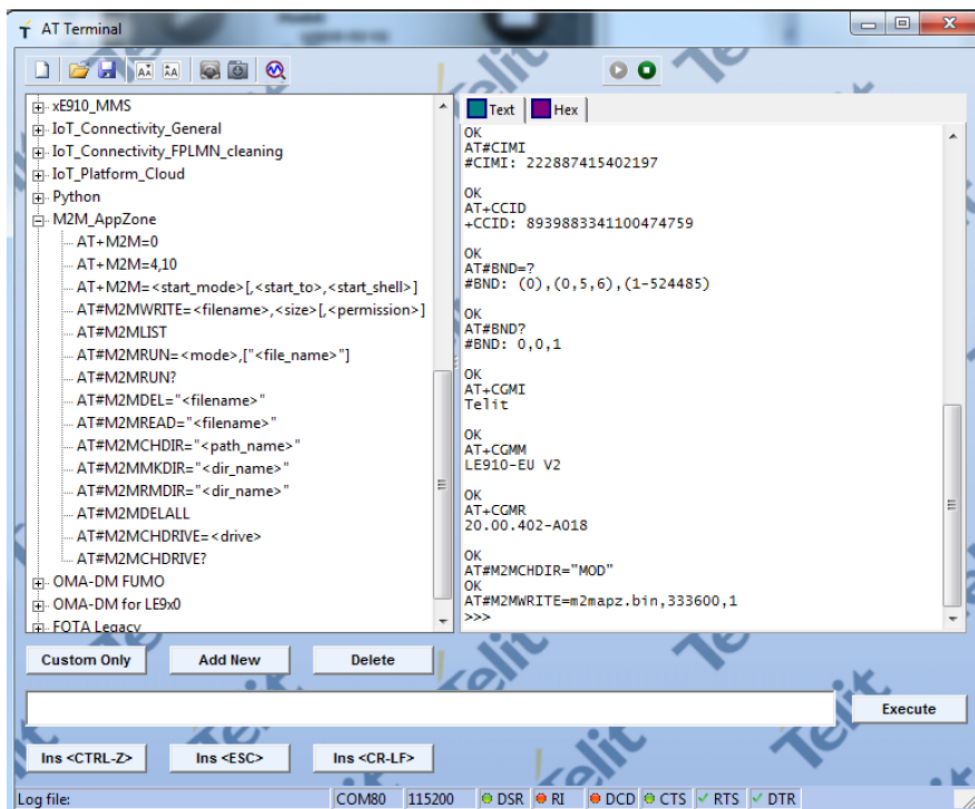 AT Terminal
xE910_MMS
IoT_Connectivity_General
IoT_Connectivity_FPLMN_cleaning
IoT_Platform_Cloud
Python
M2M_AppZone
AT+M2M=0
AT+M2M=4,10
AT+M2M=<start_mode>[,<start_to>,<start_shell>]
AT#M2MWRITE=<filename>,<size>[,<permission>]
AT#M2MLIST
AT#M2MRUN=<mode>,["<file_name>"]
AT#M2MRUN?
AT#M2MDEL="<filename>"
AT#M2MREAD="<filename>"
AT#M2MCHDIR="<path_name>"
AT#M2MMKDIR="<dir_name>"
AT#M2MRMDIR="<dir_name>"
AT#M2MDELALL
AT#M2MCHDRIVE=<drive>
AT#M2MCHDRIVE?
OMA-DM FUMO
OMA-DM for LE9x0
FOTA Legacy
Text Hex
OK
AT#CIMI
#CIMI: 222887415402197
OK
AT+CCID
+CCID: 8939883341100474759
OK
AT#BND=?
#BND: (0),(0,5,6),(1-524485)
OK
AT#BND?
#BND: 0,0,1
OK
AT+CGMI
Telit
OK
AT+CGMM
LE910-EU V2
OK
AT+CGMR
20.00.402-A018
OK
AT#M2MCHDIR="MOD"
OK
AT#M2MWRITE=m2mapz.bin,333600,1
>>>
Custom Only Add New Delete
Execute
Ins <CTRL-Z> Ins <ESC> Ins <CR-LF>
Log file: COM80 115200 DSR RI DCD CTS RTS DTR
Telit